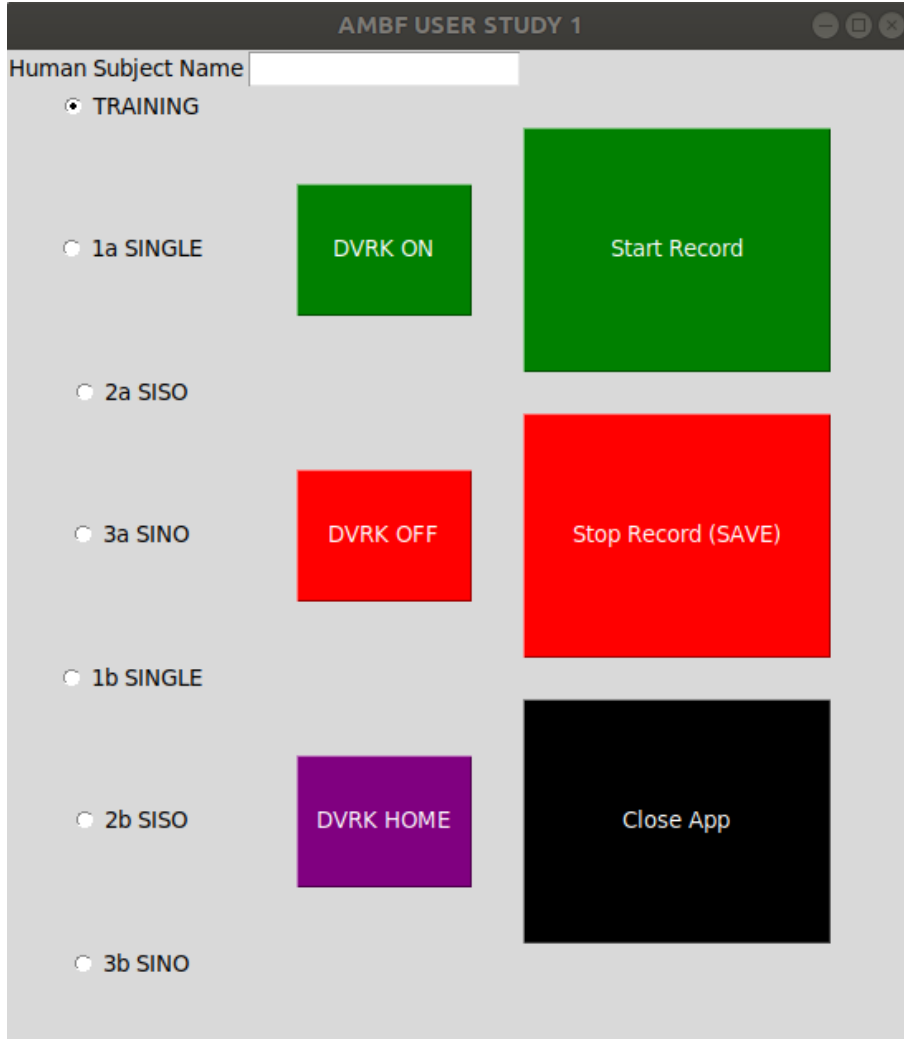 AMBF USER STUDY 1
Human Subject Name
TRAINING
1a SINGLE
DVRK ON
Start Record
2a SISO
3a SINO
DVRK OFF
Stop Record (SAVE)
1b SINGLE
2b SISO
DVRK HOME
Close App
3b SINO